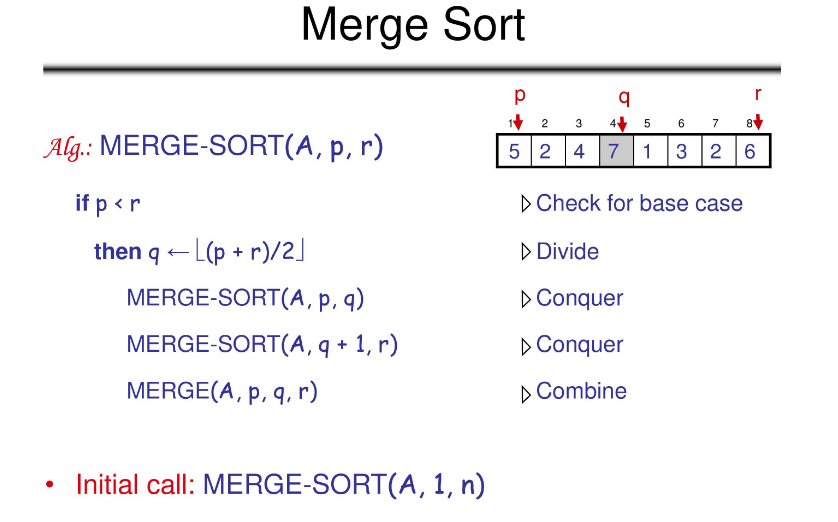 Merge Sort
p q r
1 2 3 4 5 6 7 8
Alg.: MERGE-SORT(A, p, r)
5 2 4 7 1 3 2 6
if p < r ▷ Check for base case
then q ← ⌊(p + r)/2⌋ ▷ Divide
MERGE-SORT(A, p, q) ▷ Conquer
MERGE-SORT(A, q + 1, r) ▷ Conquer
MERGE(A, p, q, r) ▷ Combine
• Initial call: MERGE-SORT(A, 1, n)